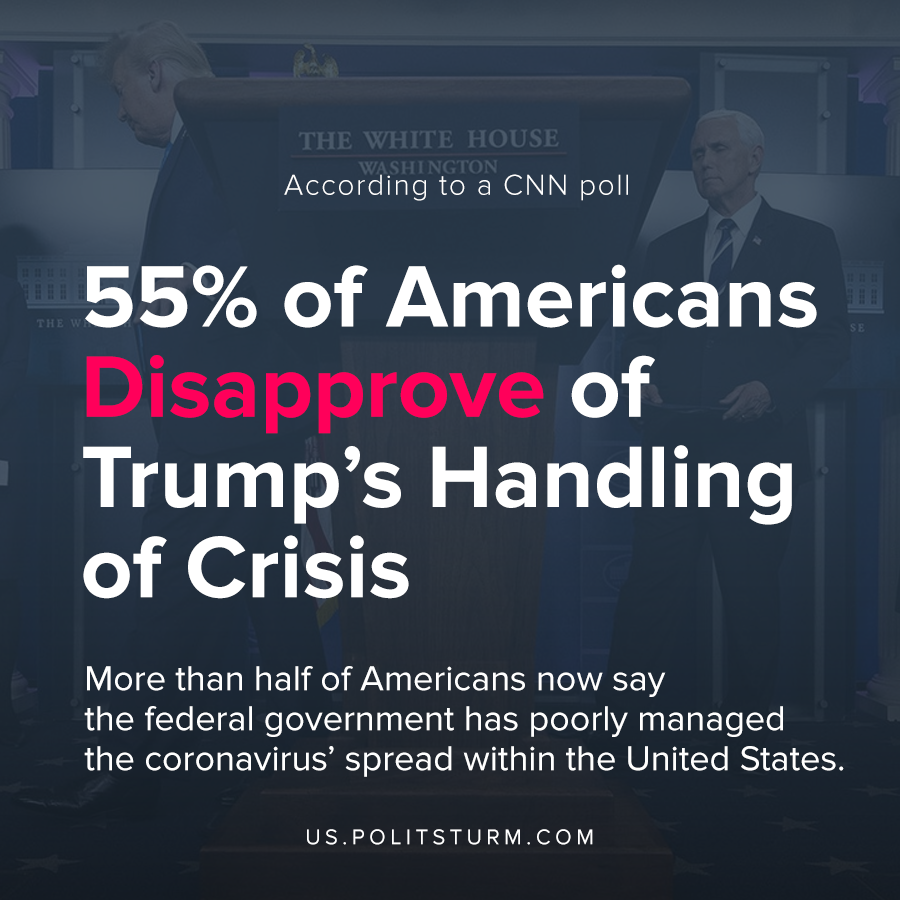 THE WHITE HOUSE
WASHINGTON
According to a CNN poll
55% of Americans
Disapprove of
Trump’s Handling
of Crisis
More than half of Americans now say
the federal government has poorly managed
the coronavirus’ spread within the United States.
US.POLITSTURM.COM